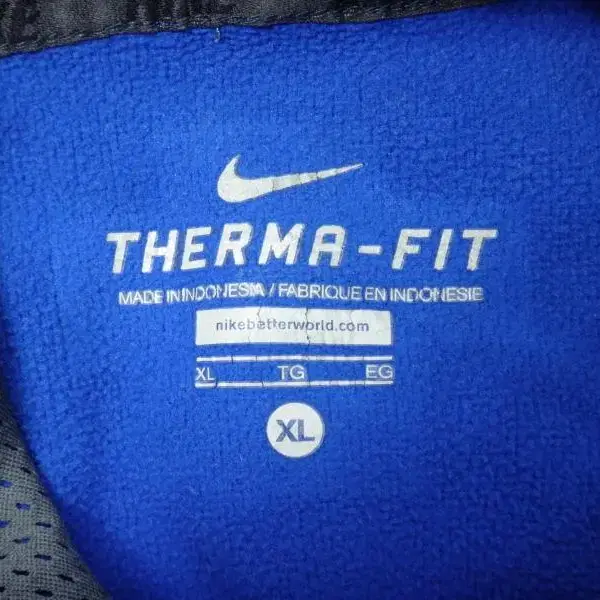 THERMA-FIT
MADE IN INDONESIA / FABRIQUE EN INDONESIE
nikebetterworld.com
XL TG EG
XL